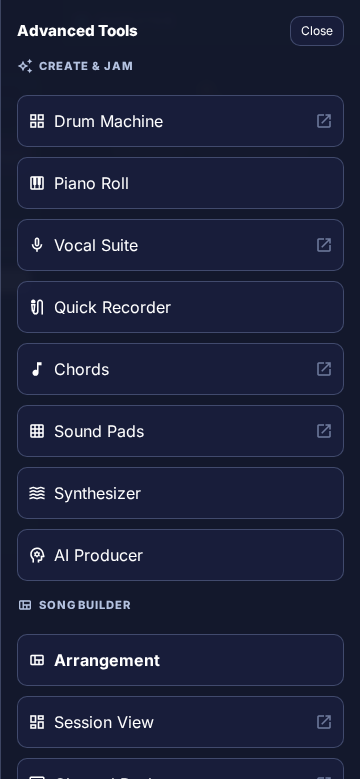 Advanced Tools
Close
CREATE & JAM
Drum Machine
Piano Roll
Vocal Suite
Quick Recorder
Chords
Sound Pads
Synthesizer
AI Producer
SONG BUILDER
Arrangement
Session View